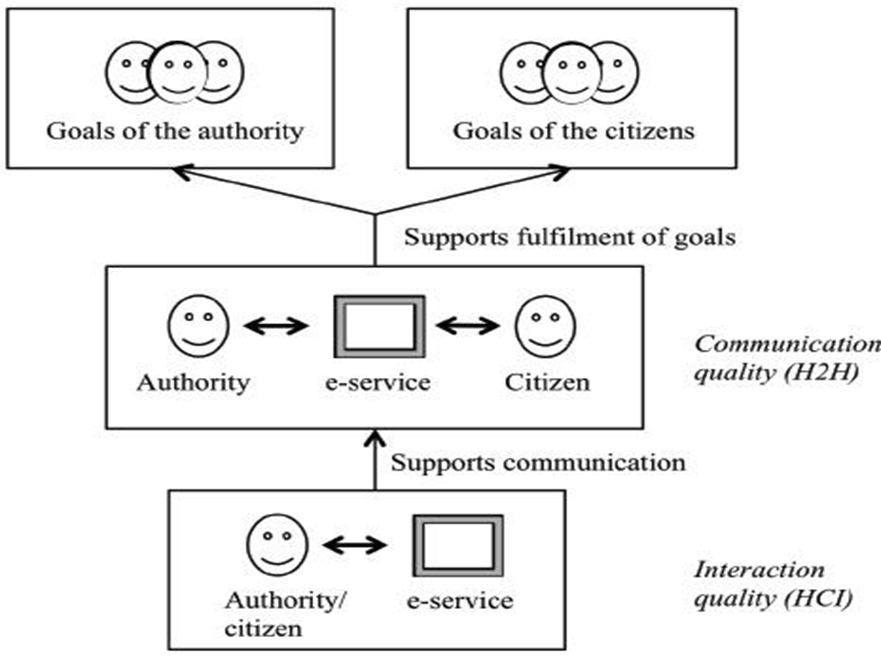 Goals of the authority
Goals of the citizens
Supports fulfilment of goals
Authority
e-service
Citizen
Communication
quality (H2H)
Supports communication
Authority/
citizen
e-service
Interaction
quality (HCI)